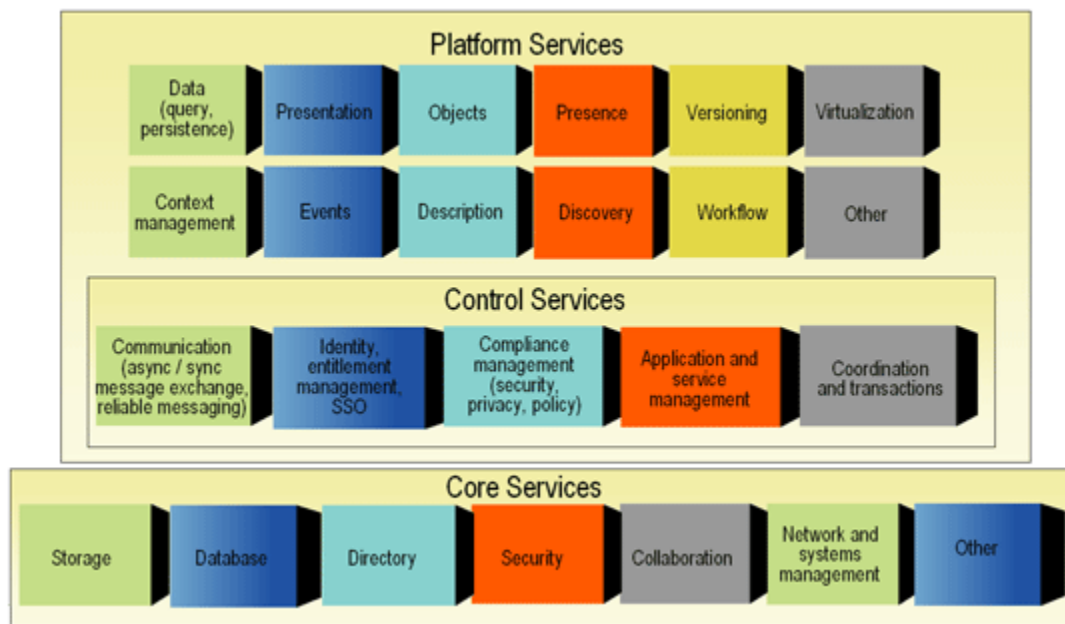 Platform Services
Data
(query,
persistence)
Presentation
Objects
Presence
Versioning
Virtualization
Context
management
Events
Description
Discovery
Workflow
Other
Control Services
Communication
(async / sync
message exchange,
reliable messaging)
Identity,
entitlement
management,
SSO
Compliance
management
(security,
privacy, policy)
Application and
service
management
Coordination
and transactions
Core Services
Storage
Database
Directory
Security
Collaboration
Network and
systems
management
Other